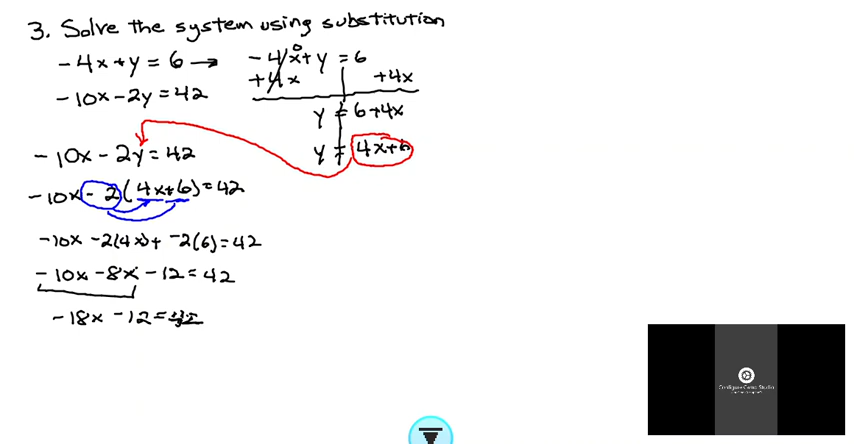 3. Solve the system using substitution
-4x+y=6 →
-10x-2y=42
-4x+y=6
+4x +4x
y=6+4x
y=4x+6
-10x-2y=42
-10x-2(4x+6)=42
-10x-2(4x)+ -2(6)=42
-10x-8x-12=42
-18x-12=